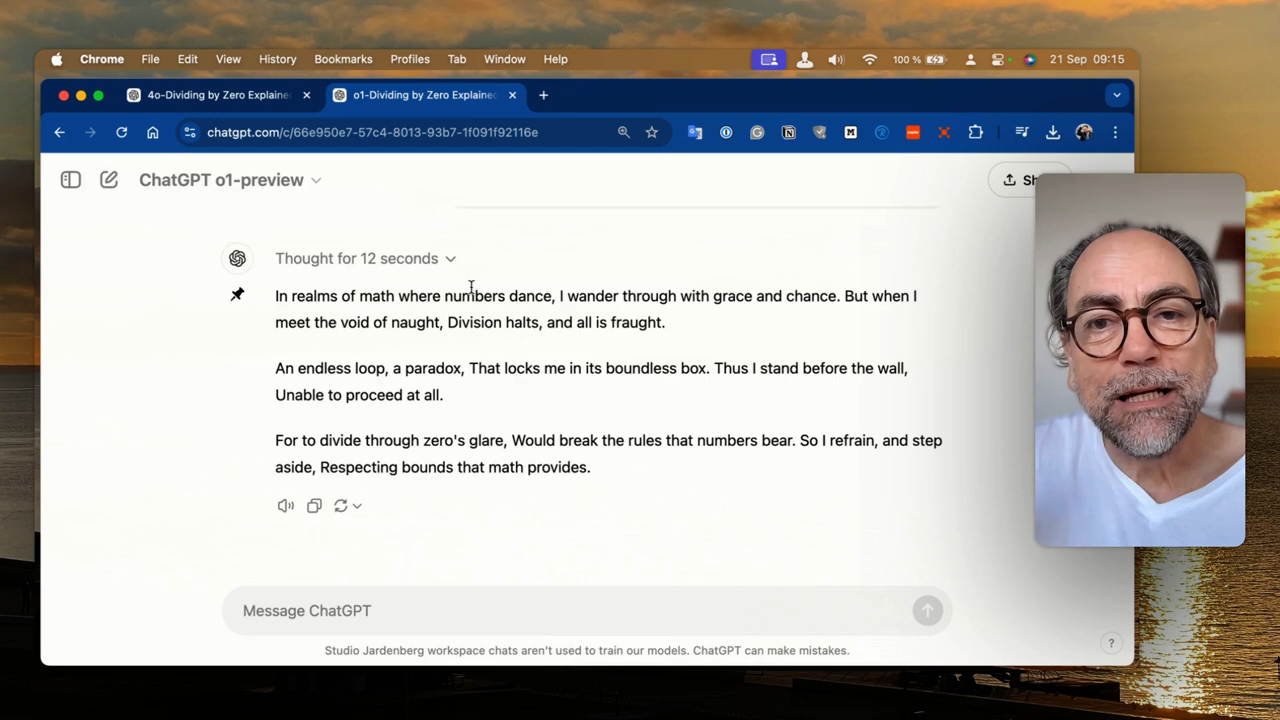 Chrome File Edit View History Bookmarks Profiles Tab Window Help 100 % 21 Sep 09:15
4o-Dividing by Zero Explaine o1-Dividing by Zero Explaine
chatgpt.com/c/66e950e7-57c4-8013-93b7-1f091f92116e
ChatGPT o1-preview
Thought for 12 seconds
In realms of math where numbers dance, I wander through with grace and chance. But when I
meet the void of naught, Division halts, and all is fraught.
An endless loop, a paradox, That locks me in its boundless box. Thus I stand before the wall,
Unable to proceed at all.
For to divide through zero's glare, Would break the rules that numbers bear. So I refrain, and step
aside, Respecting bounds that math provides.
Message ChatGPT
Studio Jardenberg workspace chats aren't used to train our models. ChatGPT can make mistakes.
?